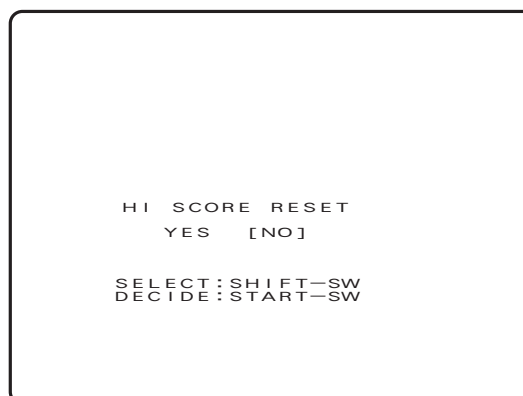 HI SCORE RESET
YES [NO]
SELECT:SHIFT-SW
DECIDE:START-SW